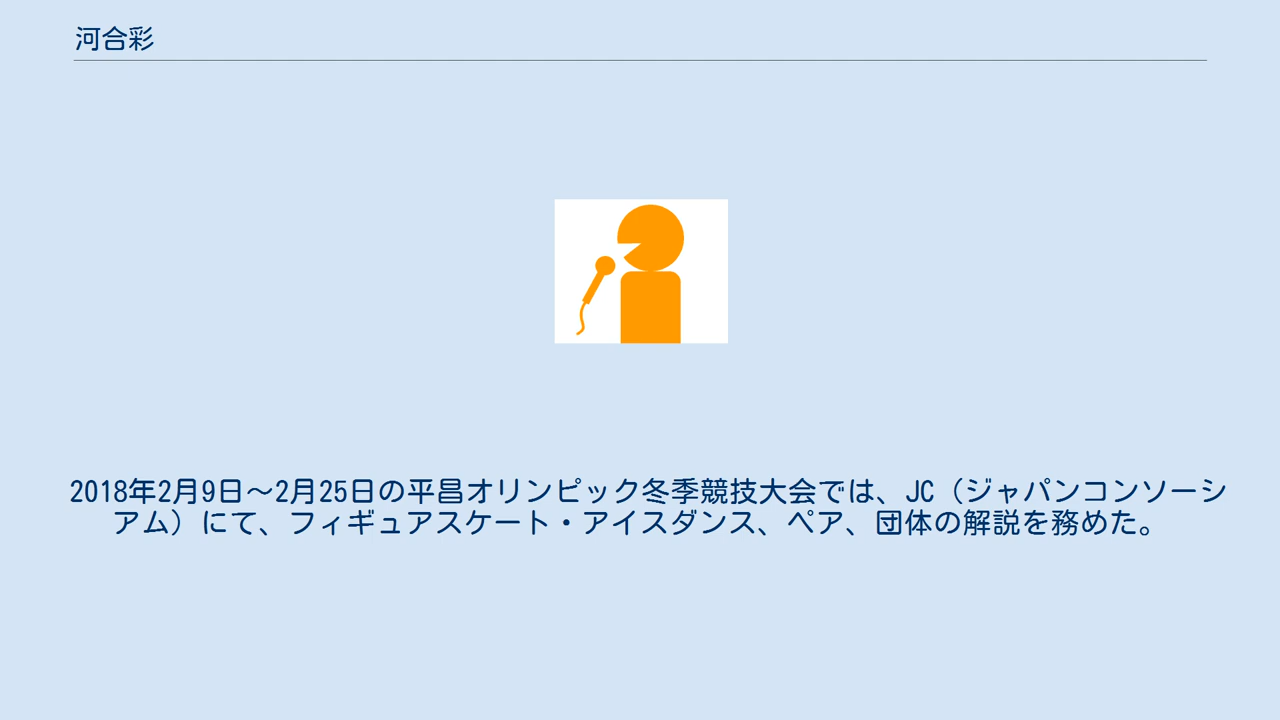 河合彩
2018年2月9日～2月25日の平昌オリンピック冬季競技大会では、JC（ジャパンコンソーシ
アム）にて、フィギュアスケート・アイスダンス、ペア、団体の解説を務めた。